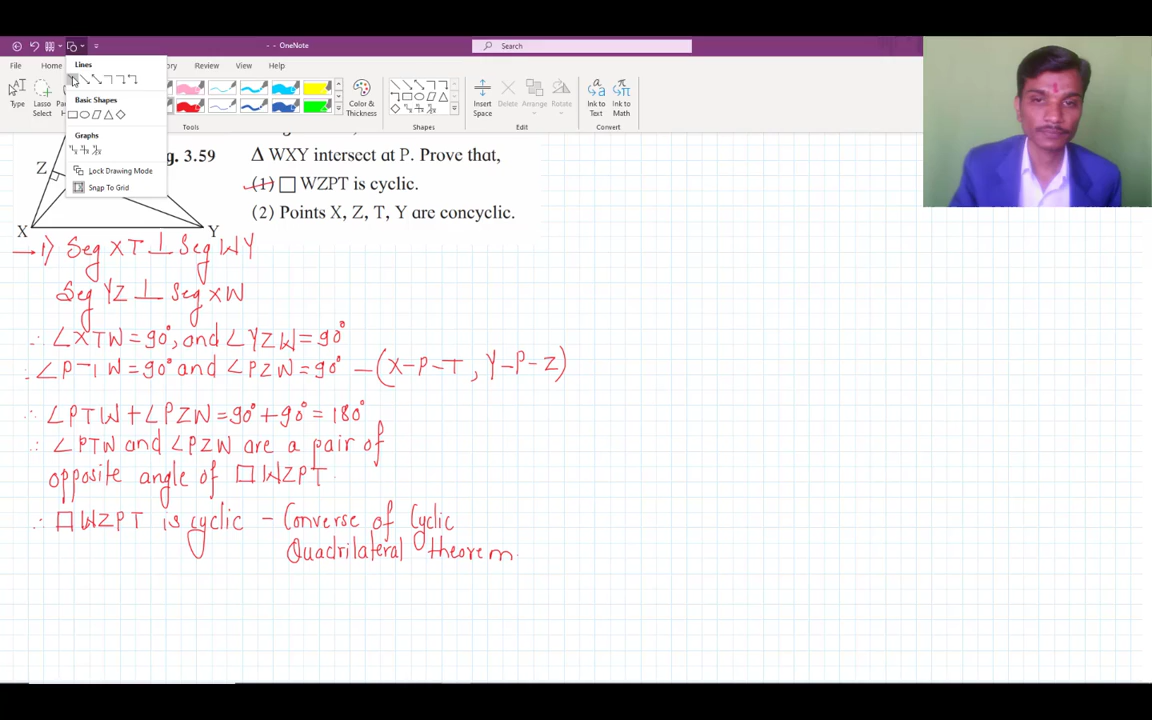 - - OneNote
Search
File
Home
ory
Review
View
Help
Lines
Basic Shapes
Graphs
Lock Drawing Mode
Snap To Grid
Type
Lasso Select
Tools
Color & Thickness
Shapes
Insert Space
Delete
Arrange
Rotate
Edit
Ink to Text
Ink to Math
Convert
Z
g. 3.59
X
Y
Δ WXY intersect at P. Prove that,
(1) □ WZPT is cyclic.
(2) Points X, Z, T, Y are concyclic.
→ 1) Seg XT ⊥ Seg WY
Seg YZ ⊥ Seg XW
∴ ∠XTW = 90°, and ∠YZW = 90°
∴ ∠PTW = 90° and ∠PZW = 90° – (X–P–T, Y–P–Z)
∴ ∠PTW + ∠PZW = 90° + 90° = 180°
∴ ∠PTW and ∠PZW are a pair of
opposite angle of □ WZPT
∴ □ WZPT is cyclic – Converse of Cyclic
Quadrilateral theorem